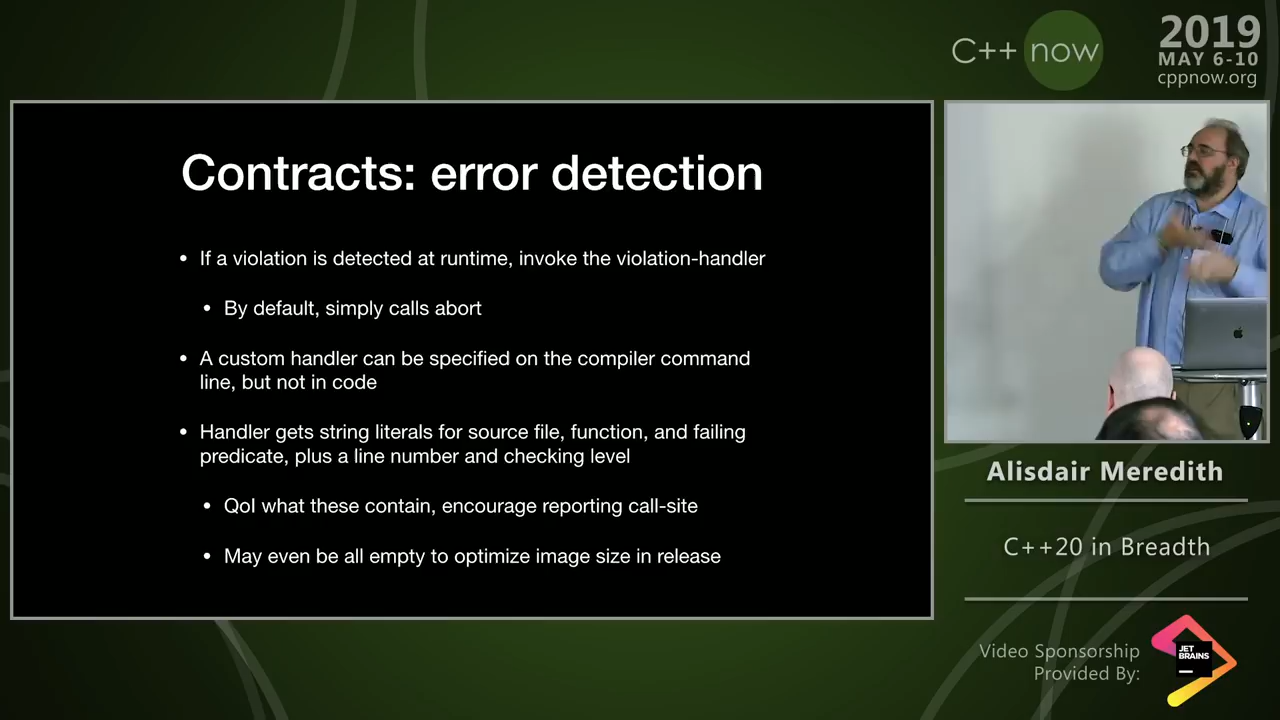 C++ now
2019
MAY 6-10
cppnow.org
Contracts: error detection
• If a violation is detected at runtime, invoke the violation-handler
• By default, simply calls abort
• A custom handler can be specified on the compiler command
line, but not in code
• Handler gets string literals for source file, function, and failing
predicate, plus a line number and checking level
• QoI what these contain, encourage reporting call-site
• May even be all empty to optimize image size in release
Alisdair Meredith
C++20 in Breadth
Video Sponsorship
Provided By:
JET
BRAINS